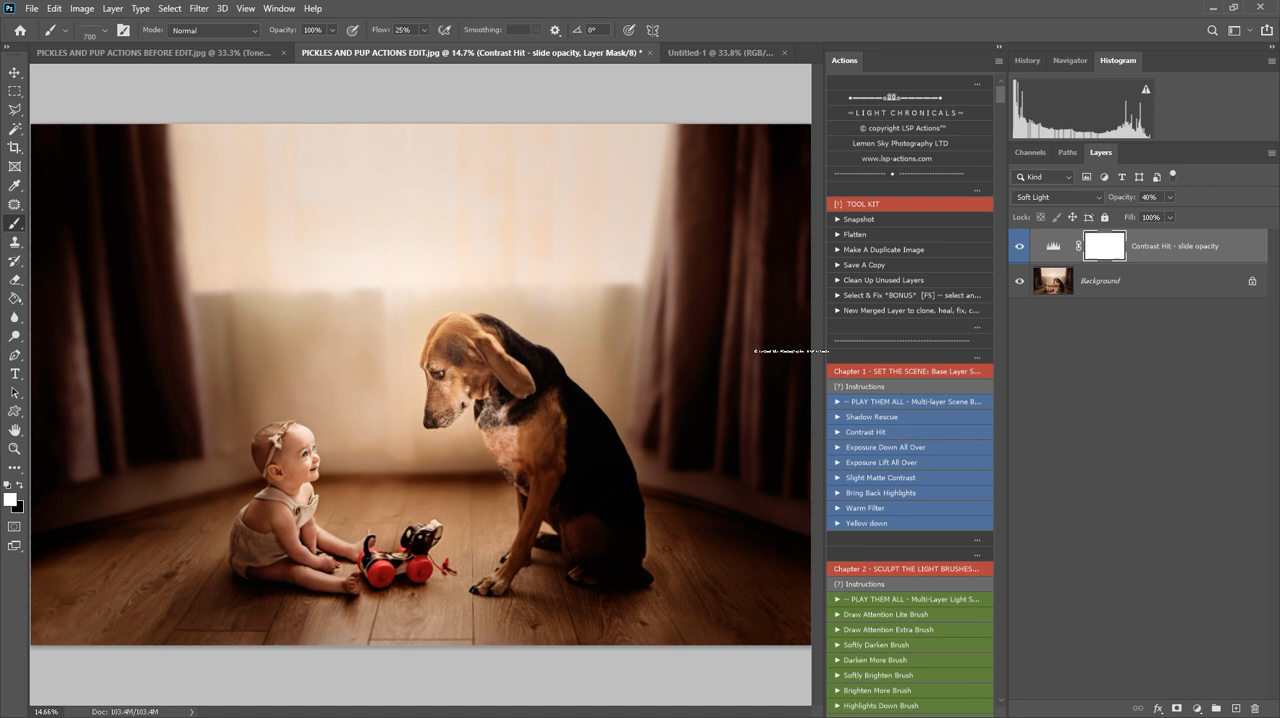 Ps File Edit Image Layer Type Select Filter 3D View Window Help
700 Mode: Normal Opacity: 100% Flow: 25% Smoothing: 0°
PICKLES AND PUP ACTIONS BEFORE EDIT.jpg @ 33.3% (Tone... × PICKLES AND PUP ACTIONS EDIT.jpg @ 14.7% (Contrast Hit - slide opacity, Layer Mask/8) * × Untitled-1 @ 33.8% (RGB/... ×
Actions
...
~ L I G H T C H R O N I C A L S ~
© copyright LSP Actions™
Lemon Sky Photography LTD
www.lsp-actions.com
------------------- • -----------------------
...
[!] TOOL KIT
Snapshot
Flatten
Make A Duplicate Image
Save A Copy
Clean Up Unused Layers
Select & Fix *BONUS* [F5] -- select an...
New Merged Layer to clone, heal, fix, c...
...
-----------------------------------------------
...
Chapter 1 - SET THE SCENE: Base Layer S...
(?) Instructions
-- PLAY THEM ALL - Multi-layer Scene B...
Shadow Rescue
Contrast Hit
Exposure Down All Over
Exposure Lift All Over
Slight Matte Contrast
Bring Back Highlights
Warm Filter
Yellow down
...
...
Chapter 2 - SCULPT THE LIGHT BRUSHES...
(?) Instructions
-- PLAY THEM ALL - Multi-Layer Light S...
Draw Attention Lite Brush
Draw Attention Extra Brush
Softly Darken Brush
Darken More Brush
Softly Brighten Brush
Brighten More Brush
Highlights Down Brush
History Navigator Histogram
Channels Paths Layers
Kind
Soft Light Opacity: 40%
Lock: Fill: 100%
Contrast Hit - slide opacity
Background
14.66% Doc: 103.4M/103.4M